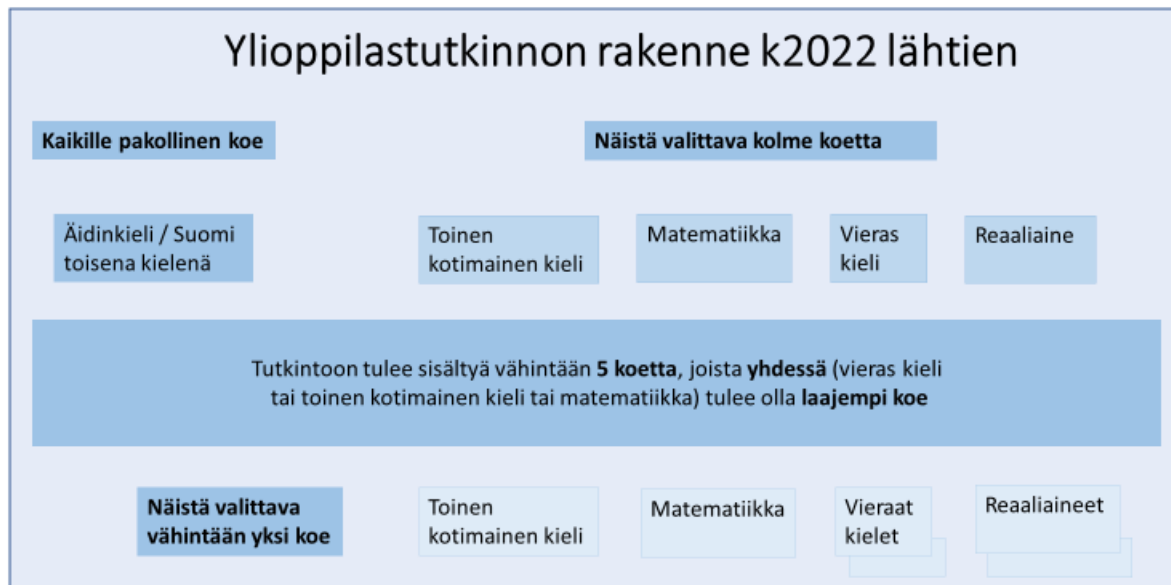 Ylioppilastutkinnon rakenne k2022 lähtien
Kaikille pakollinen koe
Näistä valittava kolme koetta
Äidinkieli / Suomi
toisena kielenä
Toinen
kotimainen kieli
Matematiikka
Vieras
kieli
Reaaliaine
Tutkintoon tulee sisältyä vähintään 5 koetta, joista yhdessä (vieras kieli
tai toinen kotimainen kieli tai matematiikka) tulee olla laajempi koe
Näistä valittava
vähintään yksi koe
Toinen
kotimainen kieli
Matematiikka
Vieraat
kielet
Reaaliaineet